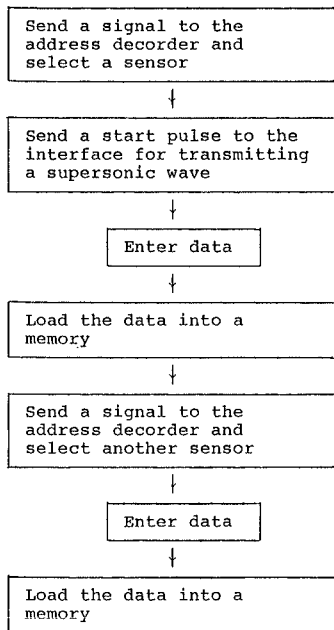 Send a signal to the
address decorder and
select a sensor
Send a start pulse to the
interface for transmitting
a supersonic wave
Enter data
Load the data into a
memory
Send a signal to the
address decorder and
select another sensor
Enter data
Load the data into a
memory